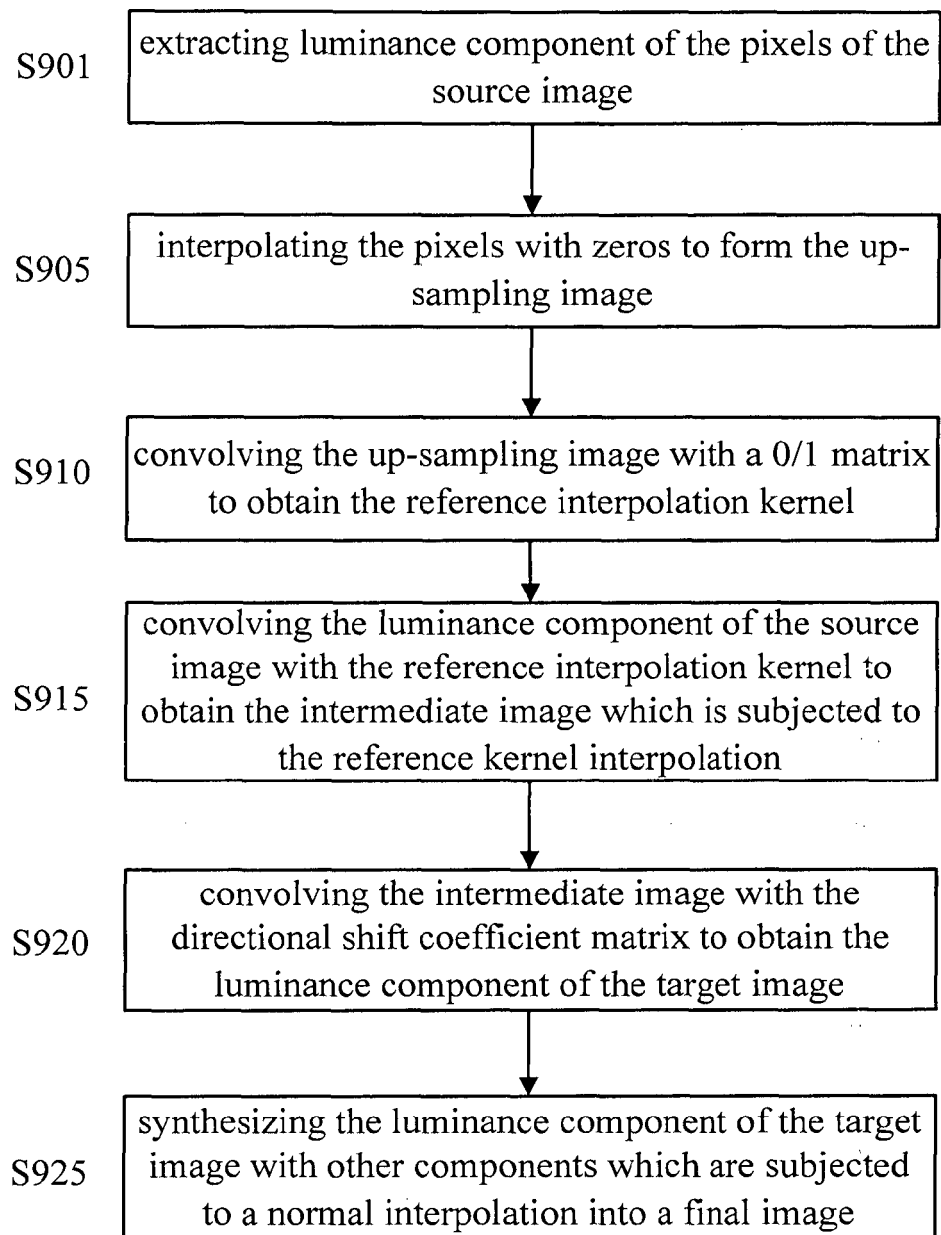 S901
extracting luminance component of the pixels of the
source image
S905
interpolating the pixels with zeros to form the up-
sampling image
S910
convolving the up-sampling image with a 0/1 matrix
to obtain the reference interpolation kernel
S915
convolving the luminance component of the source
image with the reference interpolation kernel to
obtain the intermediate image which is subjected to
the reference kernel interpolation
S920
convolving the intermediate image with the
directional shift coefficient matrix to obtain the
luminance component of the target image
S925
synthesizing the luminance component of the target
image with other components which are subjected
to a normal interpolation into a final image